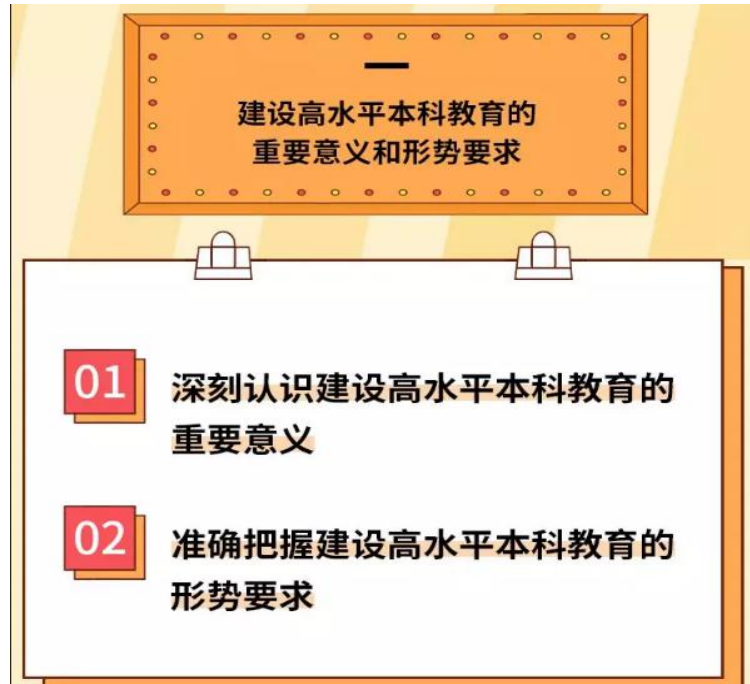 一
建设高水平本科教育的
重要意义和形势要求
01
深刻认识建设高水平本科教育的
重要意义
02
准确把握建设高水平本科教育的
形势要求